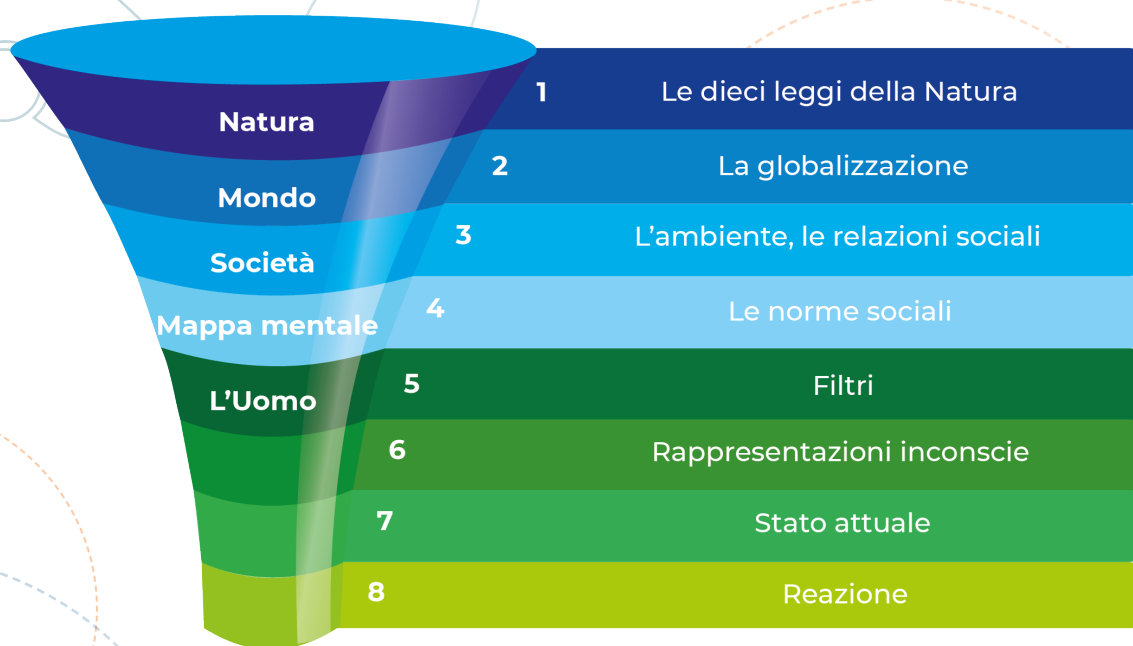 Natura
1 Le dieci leggi della Natura
Mondo
2 La globalizzazione
Società
3 L'ambiente, le relazioni sociali
Mappa mentale
4 Le norme sociali
L'Uomo
5 Filtri
6 Rappresentazioni inconscie
7 Stato attuale
8 Reazione